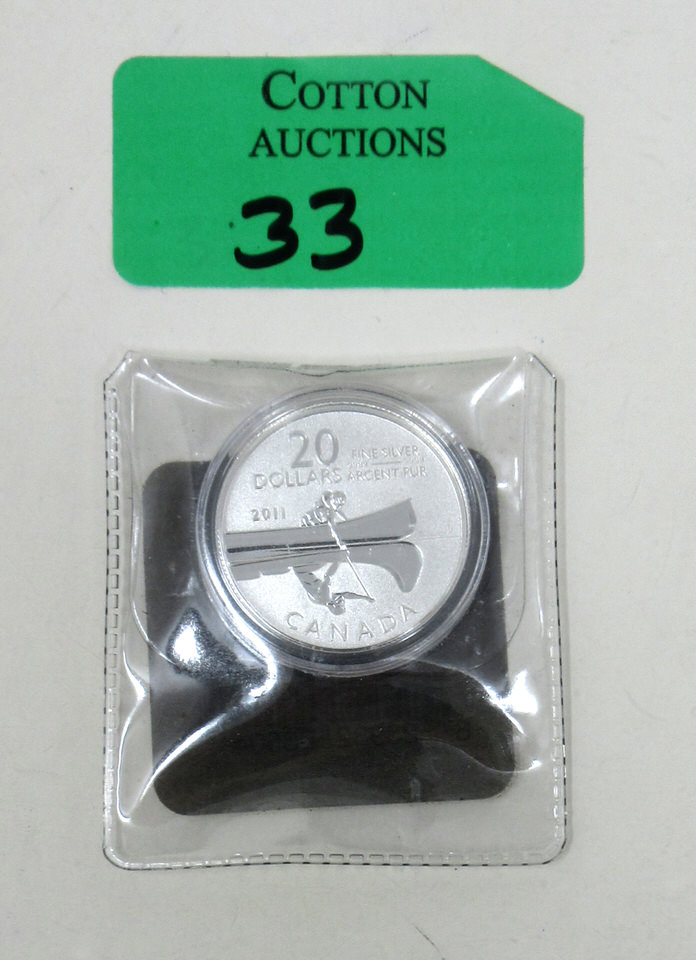 COTTON
AUCTIONS
33
20 FINE SILVER
DOLLARS ARGENT PUR
2011
CANADA